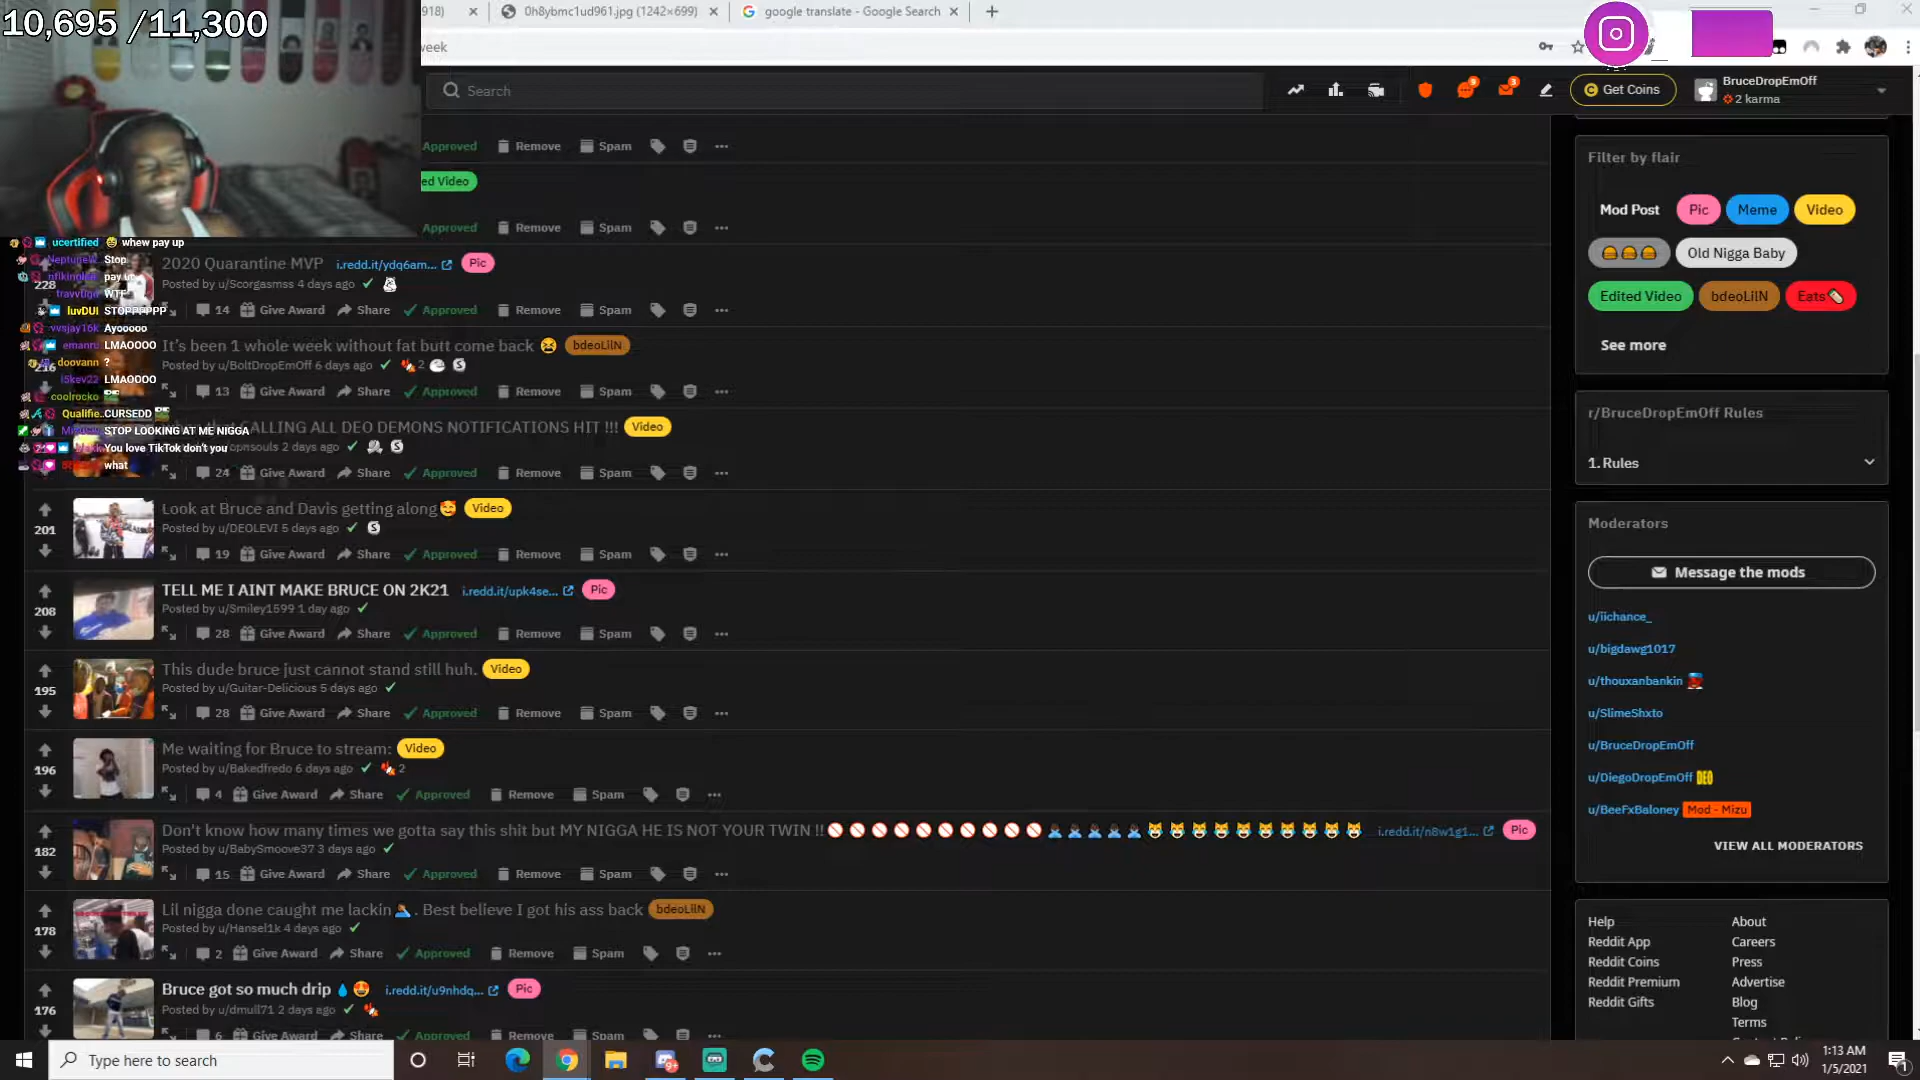 10,695 /11,300
918)
0h8ybmc1ud961.jpg (1242×699)
google translate - Google Search
week
Search
Get Coins
BruceDropEmOff
2 karma
Approved Remove Spam
ed Video
Approved Remove Spam
ucertified whew pay up
Stop
pay up
WTF
luvDUI STOPPPPPP
vvsjay16k Ayooooo
LMAOOOO
doovann ?
i5kev22 LMAOOOO
coolrocko
Qualifie.. CURSEDD
STOP LOOKING AT ME NIGGA
You love TikTok don't you
what
228
2020 Quarantine MVP i.redd.it/ydq6am... Pic
Posted by u/Scorgasmss 4 days ago
14 Give Award Share Approved Remove Spam
216
It's been 1 whole week without fat butt come back bdeoLilN
Posted by u/BoltDropEmOff 6 days ago 2
13 Give Award Share Approved Remove Spam
CALLING ALL DEO DEMONS NOTIFICATIONS HIT !!! Video
2 days ago
24 Give Award Share Approved Remove Spam
201
Look at Bruce and Davis getting along🥰 Video
Posted by u/DEOLEVI 5 days ago
19 Give Award Share Approved Remove Spam
208
TELL ME I AINT MAKE BRUCE ON 2K21 i.redd.it/upk4se... Pic
Posted by u/Smiley1599 1 day ago
28 Give Award Share Approved Remove Spam
195
This dude bruce just cannot stand still huh. Video
Posted by u/Guitar-Delicious 5 days ago
28 Give Award Share Approved Remove Spam
196
Me waiting for Bruce to stream: Video
Posted by u/Bakedfredo 6 days ago 2
4 Give Award Share Approved Remove Spam
182
Don't know how many times we gotta say this shit but MY NIGGA HE IS NOT YOUR TWIN !! i.redd.it/n8w1g1... Pic
Posted by u/BabySmoove37 3 days ago
15 Give Award Share Approved Remove Spam
178
Lil nigga done caught me lackin . Best believe I got his ass back bdeoLilN
Posted by u/Hansel1k 4 days ago
2 Give Award Share Approved Remove Spam
176
Bruce got so much drip 💧😍 i.redd.it/u9nhdq... Pic
Posted by u/dmull71 2 days ago
6 Give Award Share Approved Remove Spam
Filter by flair
Mod Post Pic Meme Video
🍔🍔🍔 Old Nigga Baby
Edited Video bdeoLilN Eats
See more
r/BruceDropEmOff Rules
1. Rules
Moderators
Message the mods
u/iichance_
u/bigdawg1017
u/thouxanbankin
u/SlimeShxto
u/BruceDropEmOff
u/DiegoDropEmOff DEO
u/BeeFxBaloney Mod - Mizu
VIEW ALL MODERATORS
Help About
Reddit App Careers
Reddit Coins Press
Reddit Premium Advertise
Reddit Gifts Blog
Terms
Type here to search
1:13 AM
1/5/2021